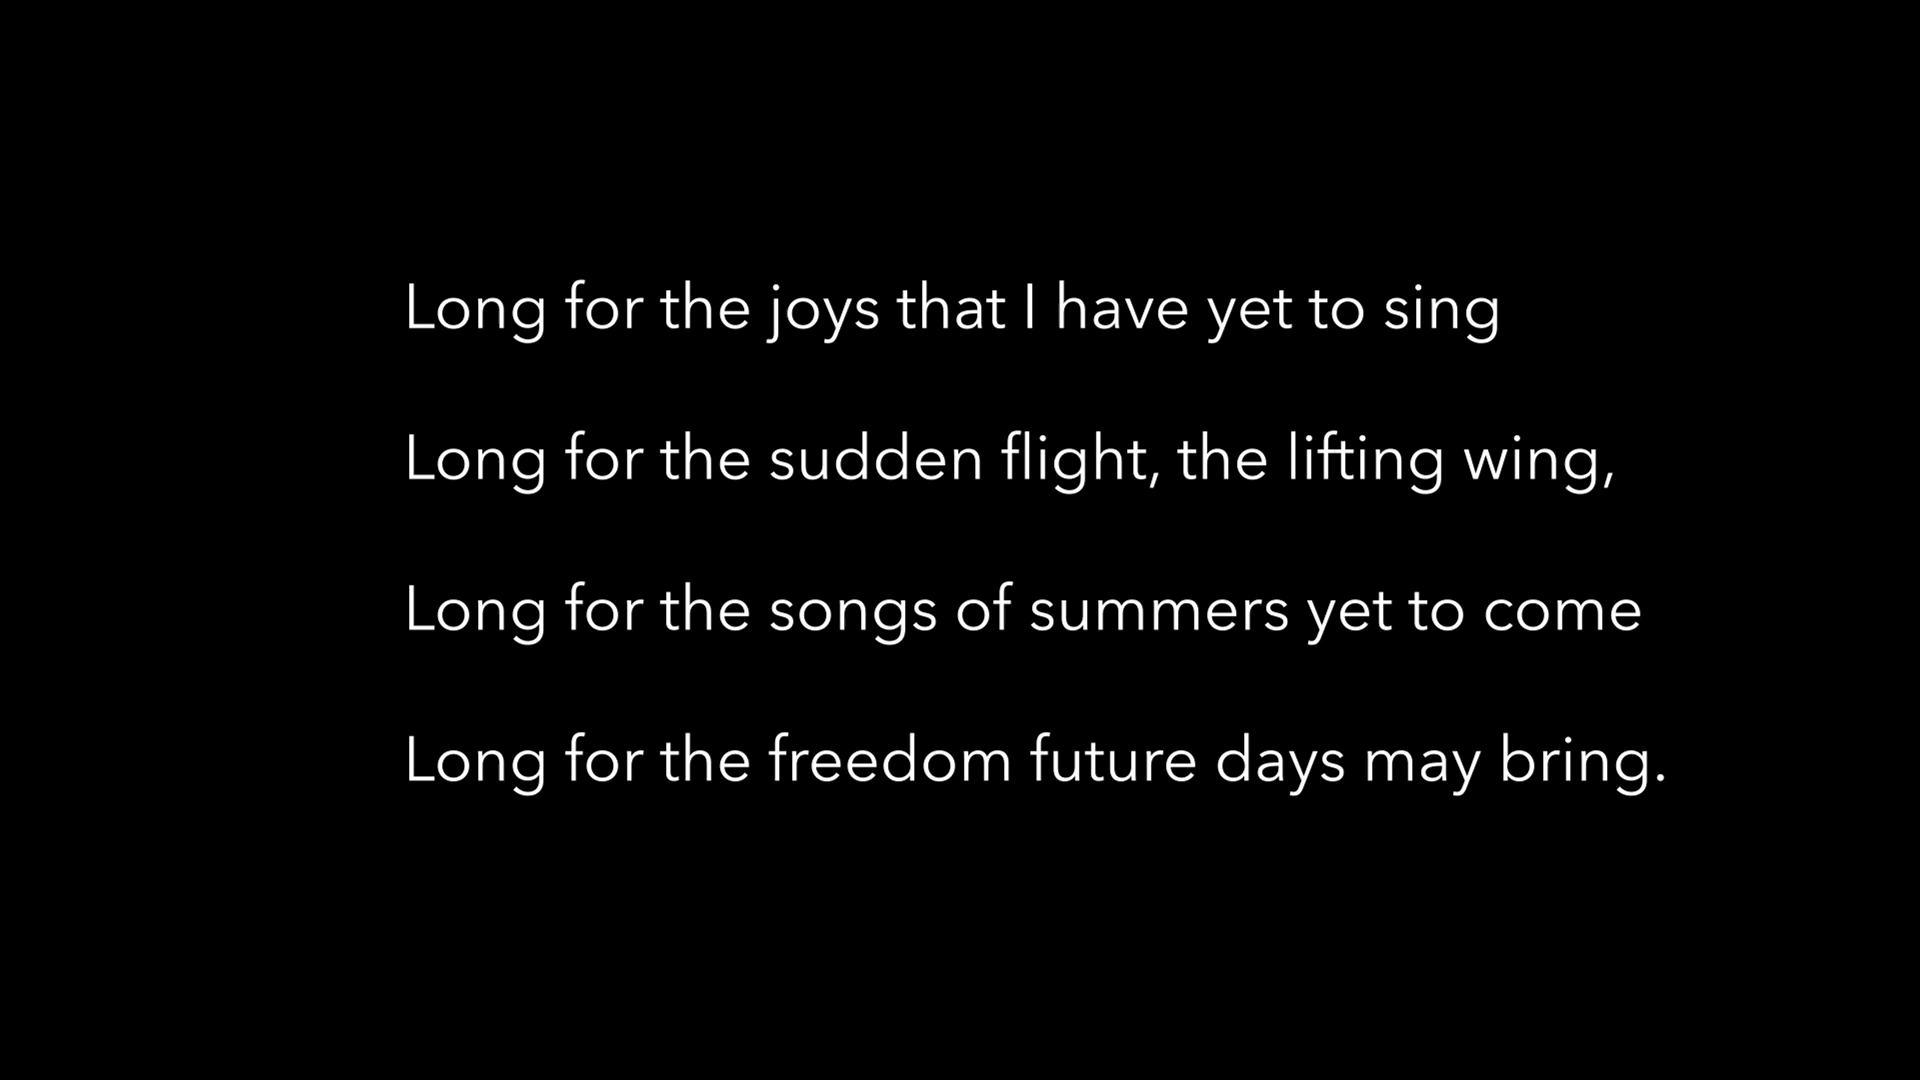 Long for the joys that I have yet to sing
Long for the sudden flight, the lifting wing,
Long for the songs of summers yet to come
Long for the freedom future days may bring.